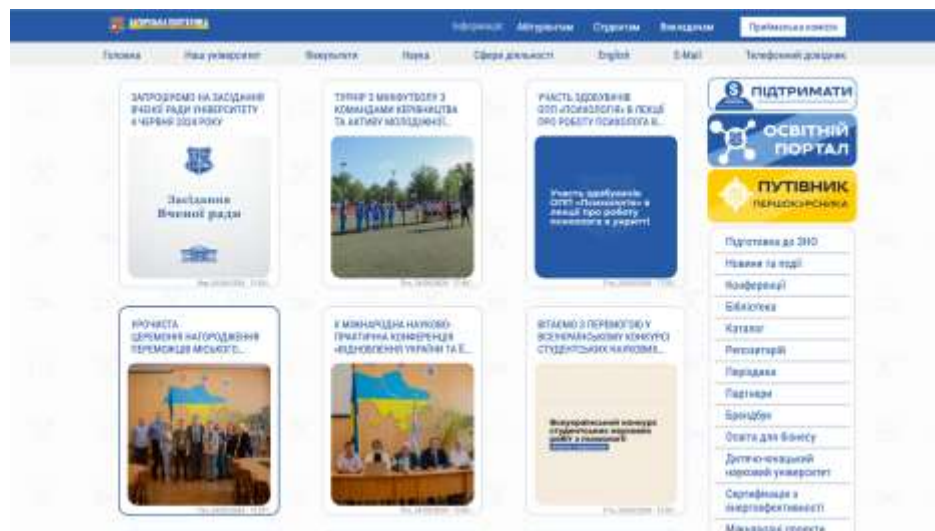 Абітурієнтам Студентам Викладачам Приймальна комісія
Головна Наш університет Факультети Наука Сфери діяльності English E-Mail Телефонний довідник
ЗАПРОШУЄМО НА ЗАСІДАННЯ
ВЧЕНОЇ РАДИ УНІВЕРСИТЕТУ
4 ЧЕРВНЯ 2024 РОКУ
Засідання
Вченої ради
ТУРНІР З МІНІФУТБОЛУ З
КОМАНДАМИ КЕРІВНИЦТВА
ТА АКТИВУ МОЛОДІЖНОЇ...
УЧАСТЬ ЗДОБУВАЧІВ
ОПП «ПСИХОЛОГІЯ» В ЛЕКЦІЇ
ПРО РОБОТУ ПСИХОЛОГА В...
Участь здобувачів
ОПП «Психологія» в
лекції про роботу
психолога в укритті
УРОЧИСТА
ЦЕРЕМОНІЯ НАГОРОДЖЕННЯ
ПЕРЕМОЖЦІВ МІСЬКОГО...
ПРАКТИЧНА КОНФЕРЕНЦІЯ
«ВІДНОВЛЕННЯ УКРАЇНИ ТА Її...
ВІТАЄМО З ПЕРЕМОГОЮ У
ВСЕУКРАЇНСЬКОМУ КОНКУРСІ
СТУДЕНТСЬКИХ НАУКОВИХ...
Всеукраїнський конкурс
студентських наукових
робіт з психології
ПІДТРИМАТИ
ОСВІТНІЙ
ПОРТАЛ
ПУТІВНИК
ПЕРШОКУРСНИКА
Підготовка до ЗНО
Новини та події
Конференції
Бібліотека
Каталог
Репозитарій
Періодика
Партнери
Брендбук
Освіта для бізнесу
Дитячо-юнацький
науковий університет
Сертифікація з
енергоефективності
Міжнародні проекти